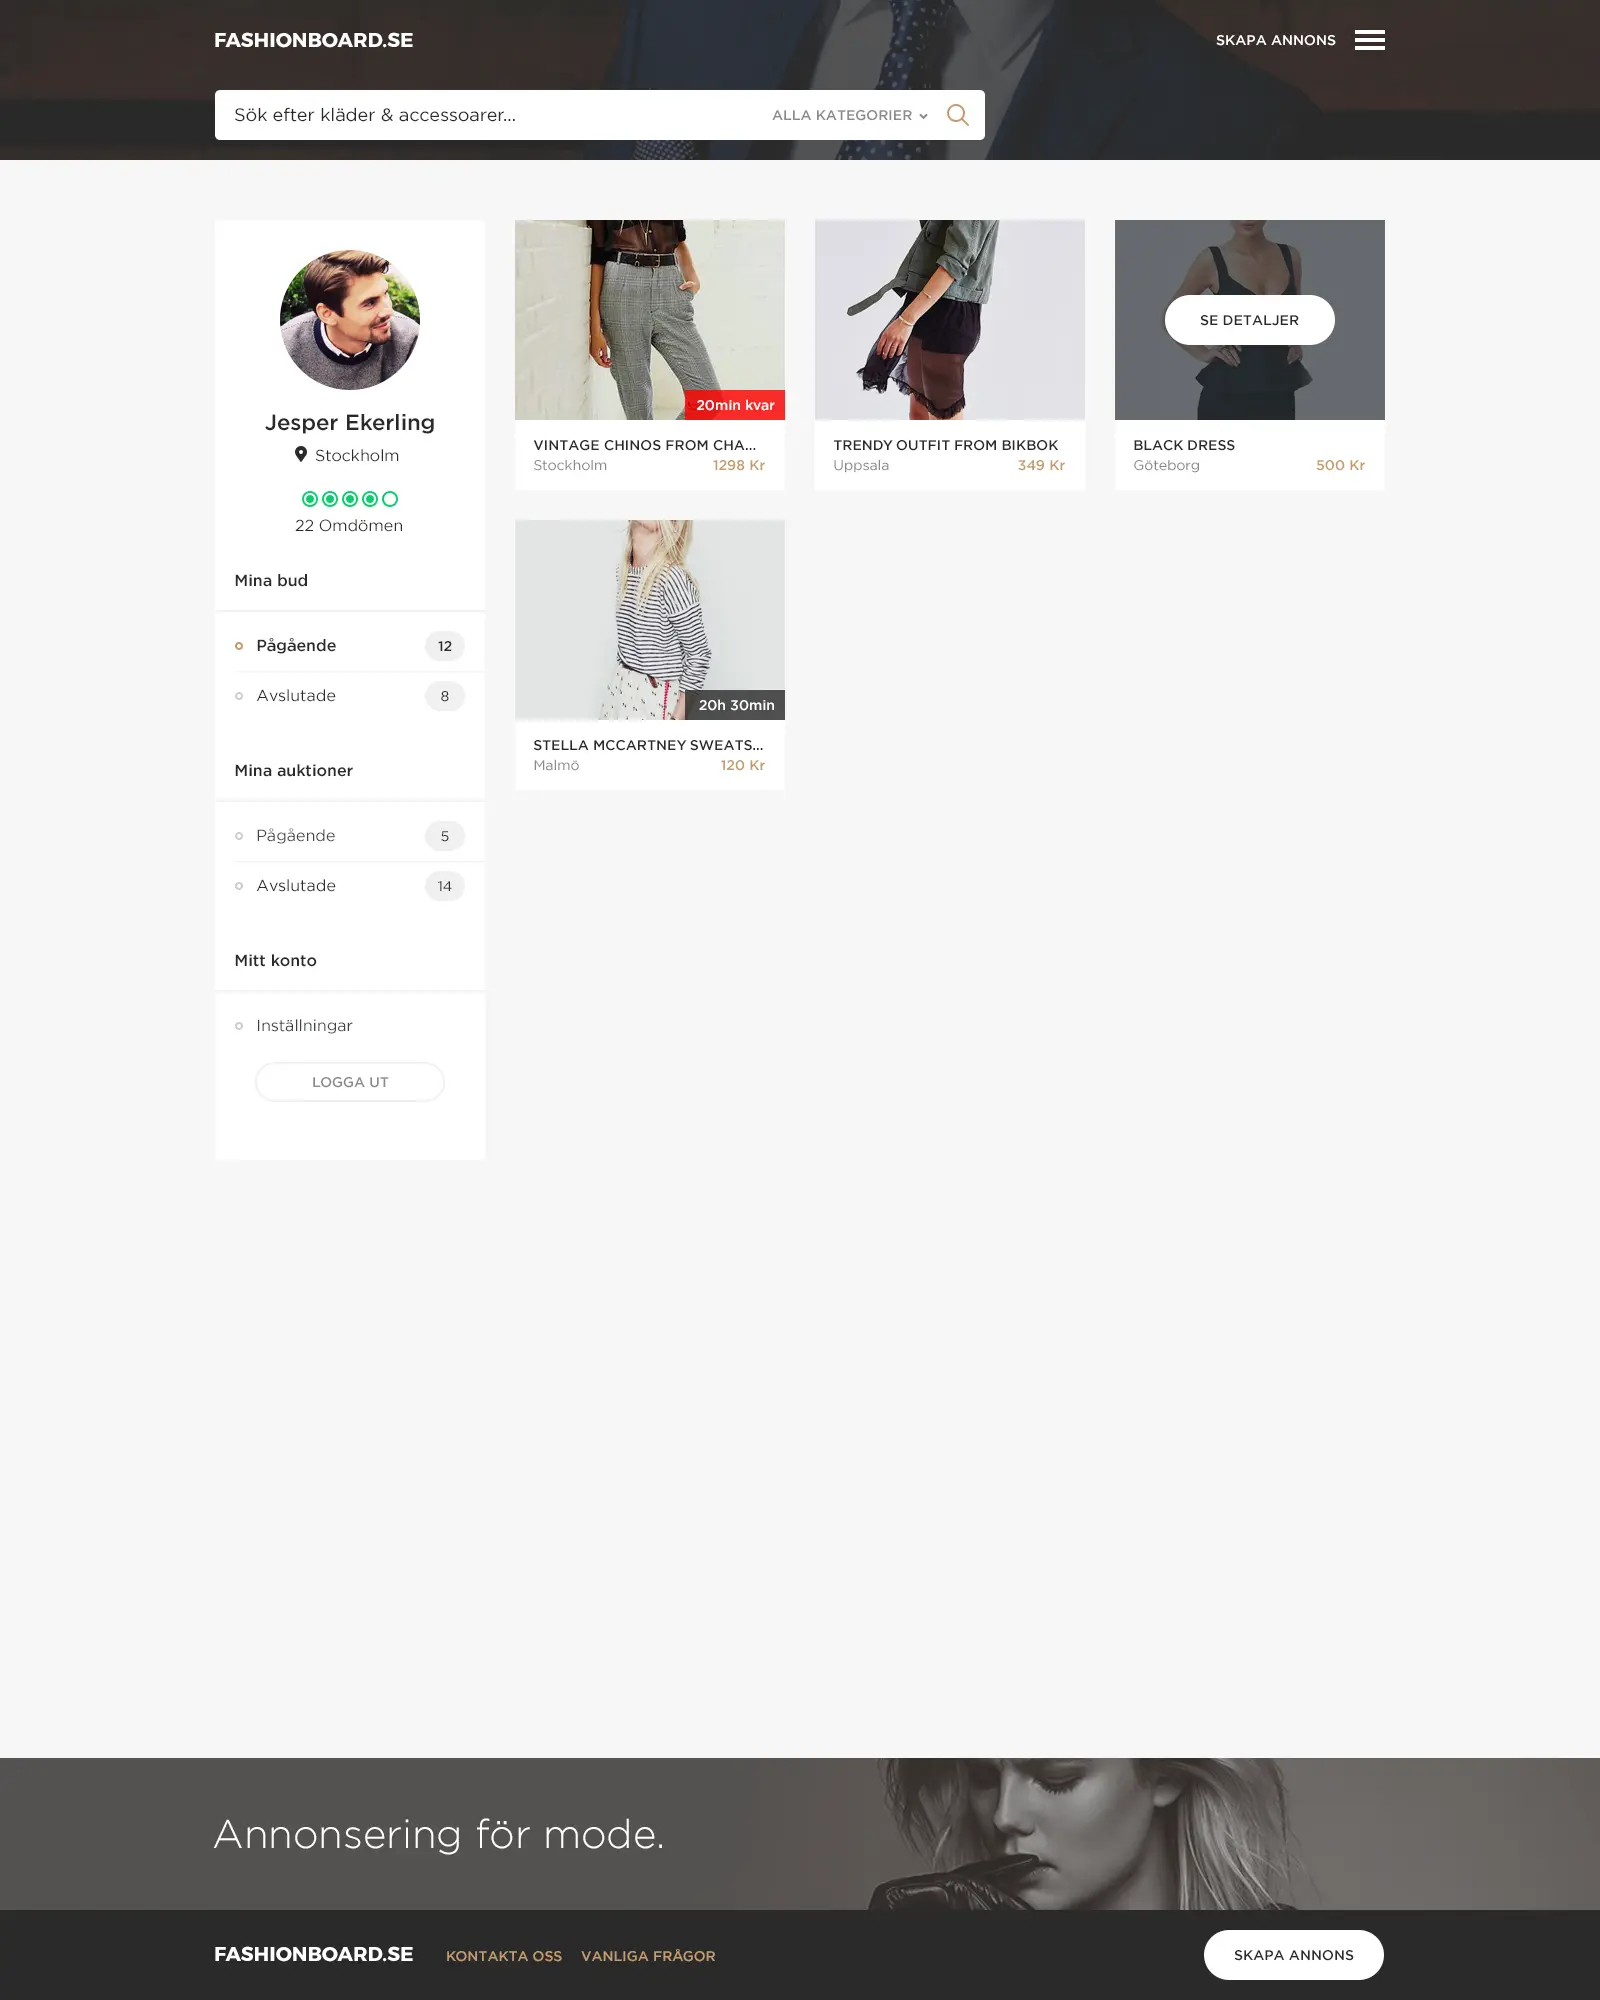 FASHIONBOARD.SE
SKAPA ANNONS
Sök efter kläder & accessoarer...
ALLA KATEGORIER
Jesper Ekerling
Stockholm
22 Omdömen
Mina bud
Pågående 12
Avslutade 8
Mina auktioner
Pågående 5
Avslutade 14
Mitt konto
Inställningar
LOGGA UT
20min kvar
VINTAGE CHINOS FROM CHA...
Stockholm 1298 Kr
TRENDY OUTFIT FROM BIKBOK
Uppsala 349 Kr
SE DETALJER
BLACK DRESS
Göteborg 500 Kr
20h 30min
STELLA MCCARTNEY SWEATS...
Malmö 120 Kr
Annonsering för mode.
FASHIONBOARD.SE
KONTAKTA OSS
VANLIGA FRÅGOR
SKAPA ANNONS